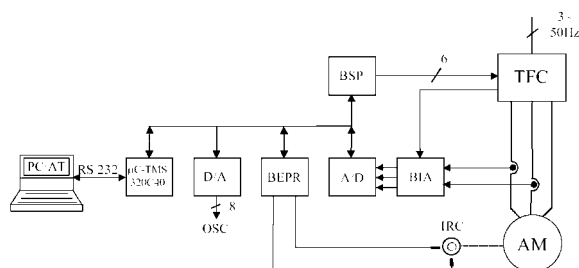 3 ~
50Hz
6
BSP
TFC
PC/AT
RS 232
µC-TMS
320C40
D/A
BEPR
A/D
BIA
8
OSC
IRC
AM